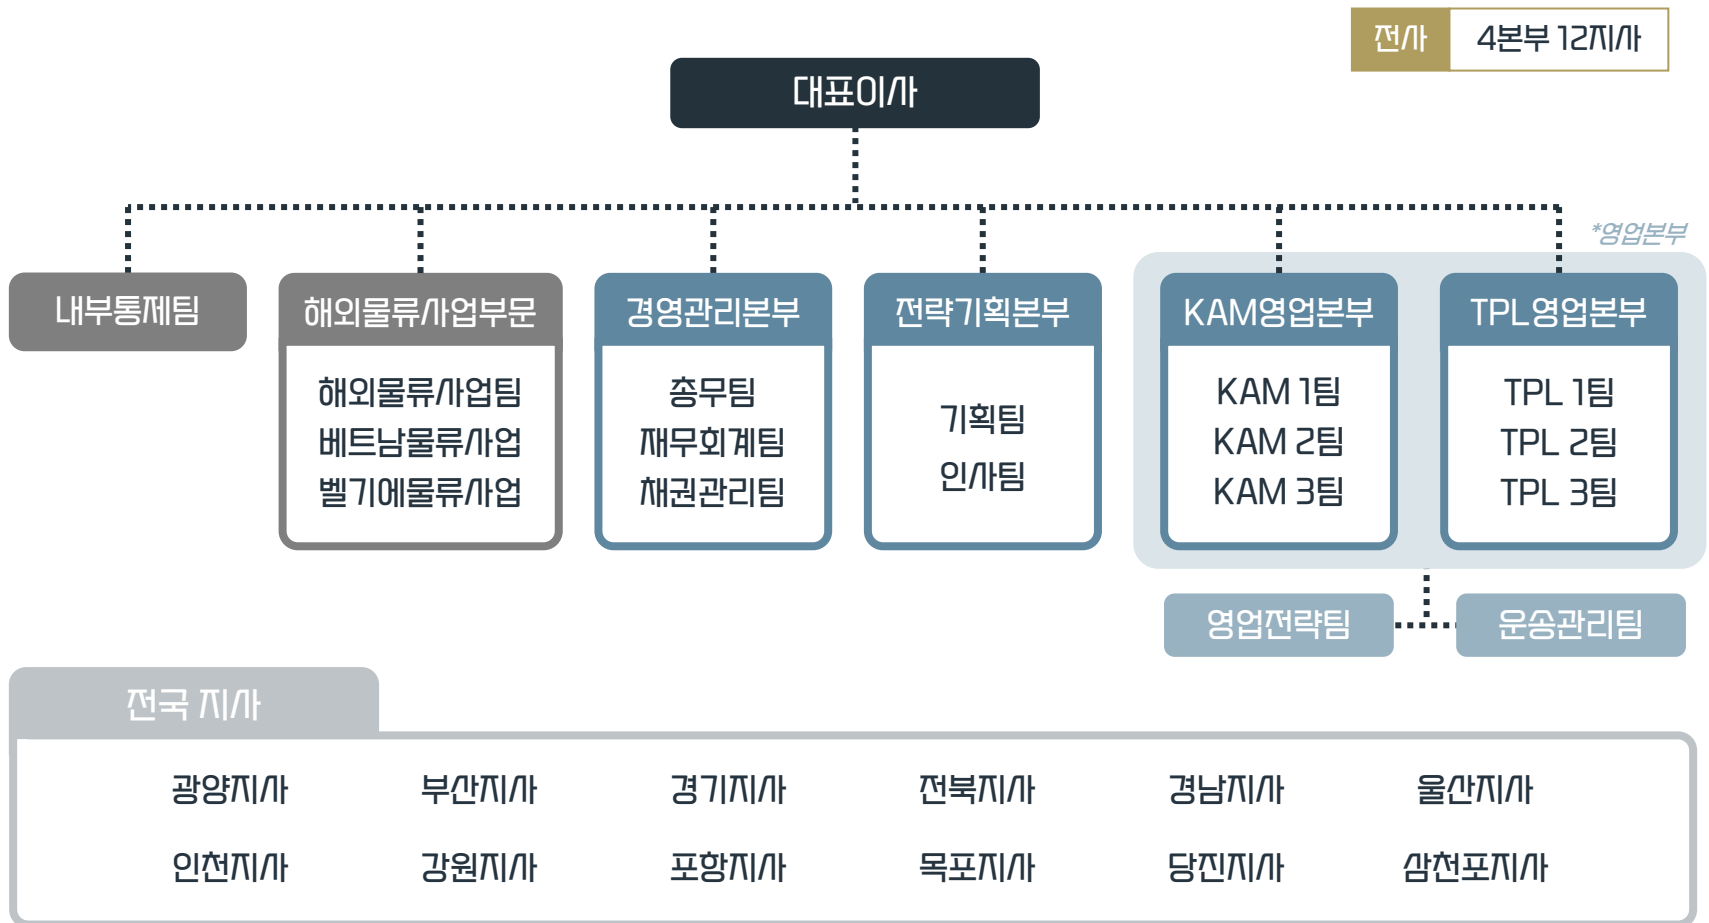 전사 4본부 12지사
대표이사
*영업본부
내부통제팀
해외물류사업부문
해외물류사업팀
베트남물류사업
벨기에물류사업
경영관리본부
총무팀
재무회계팀
채권관리팀
전략기획본부
기획팀
인사팀
KAM영업본부
KAM 1팀
KAM 2팀
KAM 3팀
TPL영업본부
TPL 1팀
TPL 2팀
TPL 3팀
영업전략팀
운송관리팀
전국 지사
광양지사 부산지사 경기지사 전북지사 경남지사 울산지사
인천지사 강원지사 포항지사 목포지사 당진지사 삼천포지사